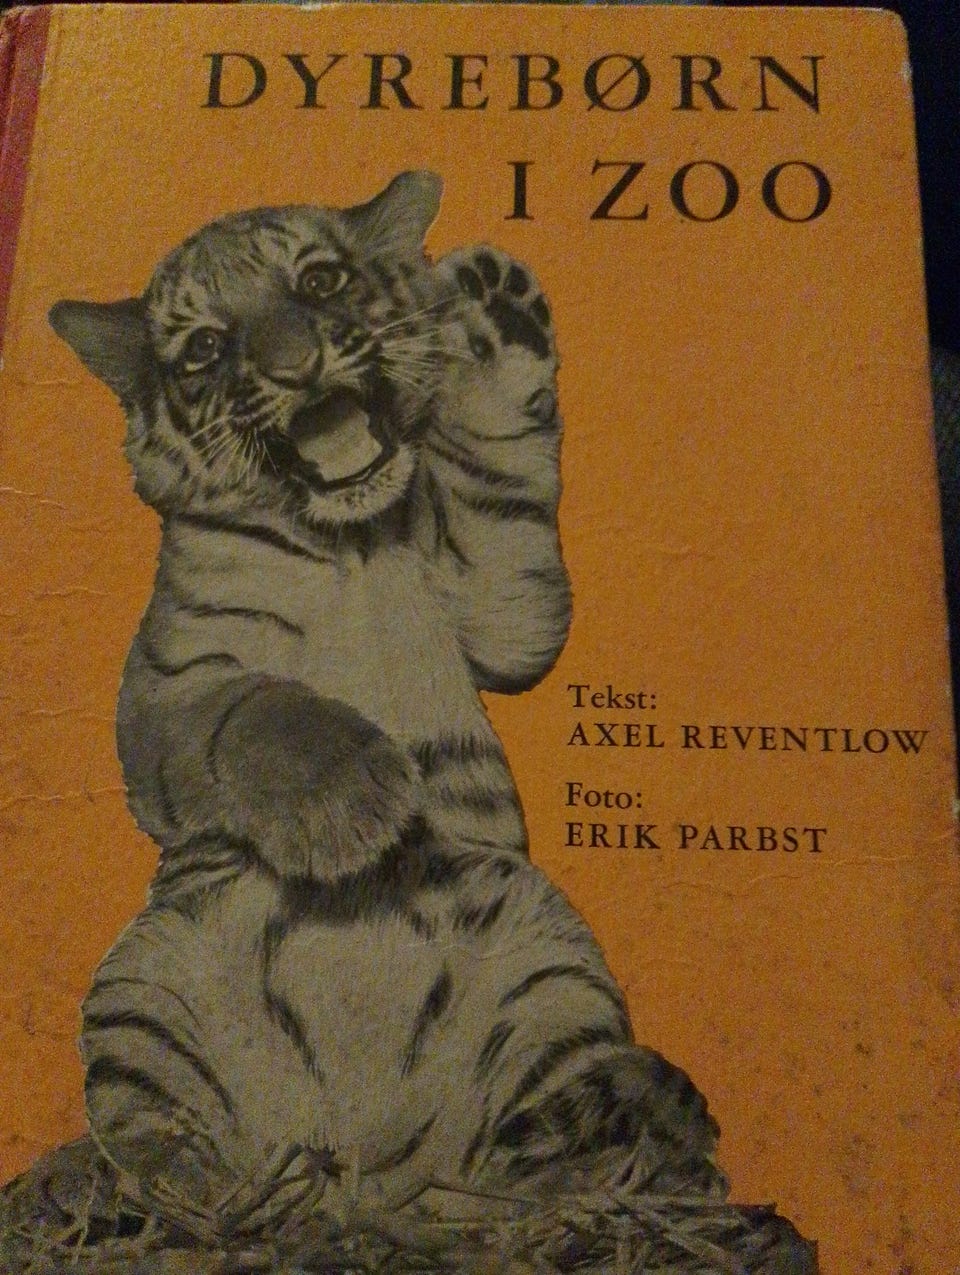 DYREBØRN
I ZOO
Tekst:
AXEL REVENTLOW
Foto:
ERIK PARBST